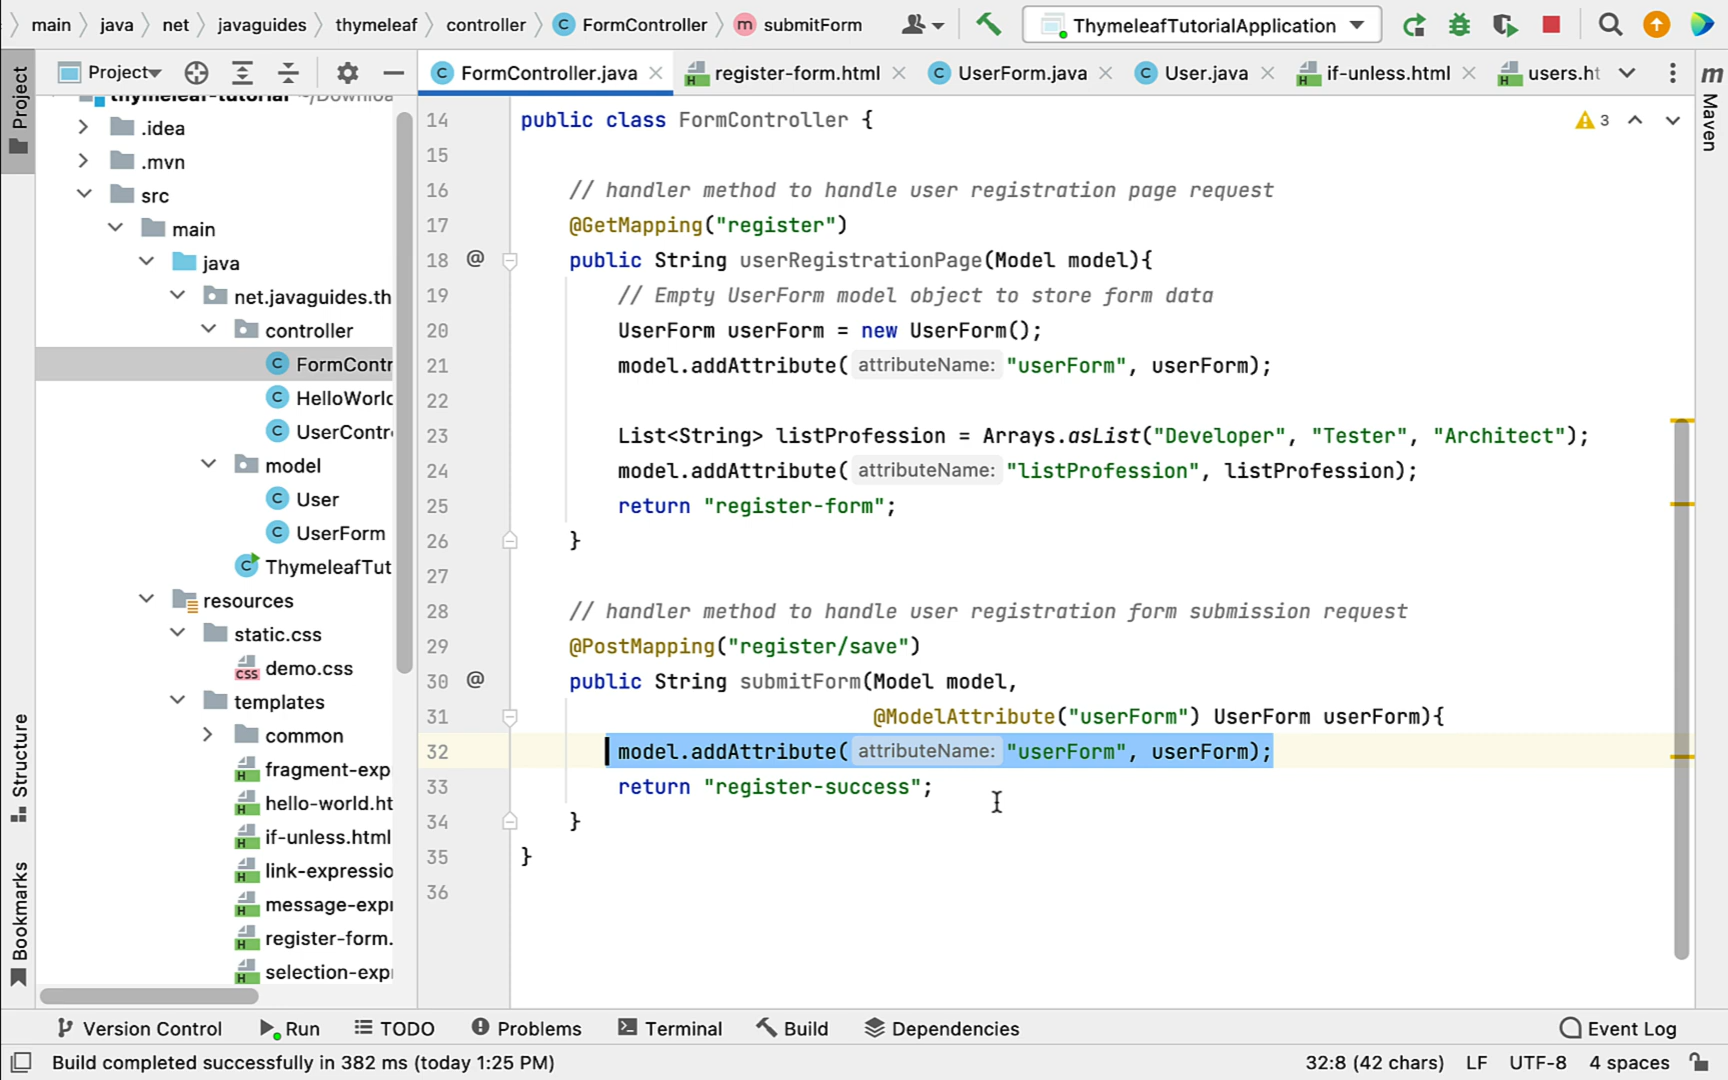 main java net javaguides thymeleaf controller FormController submitForm ThymeleafTutorialApplication
Project
FormController.java register-form.html UserForm.java User.java if-unless.html users.ht
Project
Structure
Bookmarks
Maven
thymeleaf-tutorial ~/Downloa
.idea
.mvn
src
main
java
net.javaguides.th
controller
FormContr
HelloWorld
UserContr
model
User
UserForm
ThymeleafTut
resources
static.css
demo.css
templates
common
fragment-exp
hello-world.ht
if-unless.html
link-expressio
message-expr
register-form.
selection-expr
3
14 public class FormController {
15
16 // handler method to handle user registration page request
17 @GetMapping("register")
18 @ public String userRegistrationPage(Model model){
19 // Empty UserForm model object to store form data
20 UserForm userForm = new UserForm();
21 model.addAttribute( attributeName: "userForm", userForm);
22
23 List<String> listProfession = Arrays.asList("Developer", "Tester", "Architect");
24 model.addAttribute( attributeName: "listProfession", listProfession);
25 return "register-form";
26 }
27
28 // handler method to handle user registration form submission request
29 @PostMapping("register/save")
30 @ public String submitForm(Model model,
31 @ModelAttribute("userForm") UserForm userForm){
32 model.addAttribute( attributeName: "userForm", userForm);
33 return "register-success";
34 }
35 }
36
Version Control Run TODO Problems Terminal Build Dependencies Event Log
Build completed successfully in 382 ms (today 1:25 PM) 32:8 (42 chars) LF UTF-8 4 spaces